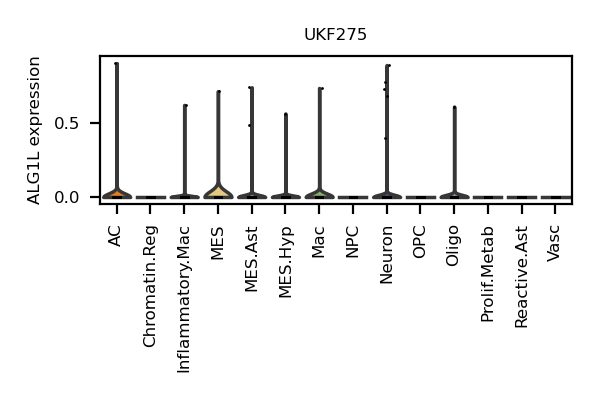 UKF275
ALG1L expression
0.5
0.0
AC
Chromatin.Reg
Inflammatory.Mac
MES
MES.Ast
MES.Hyp
Mac
NPC
Neuron
OPC
Oligo
Prolif.Metab
Reactive.Ast
Vasc